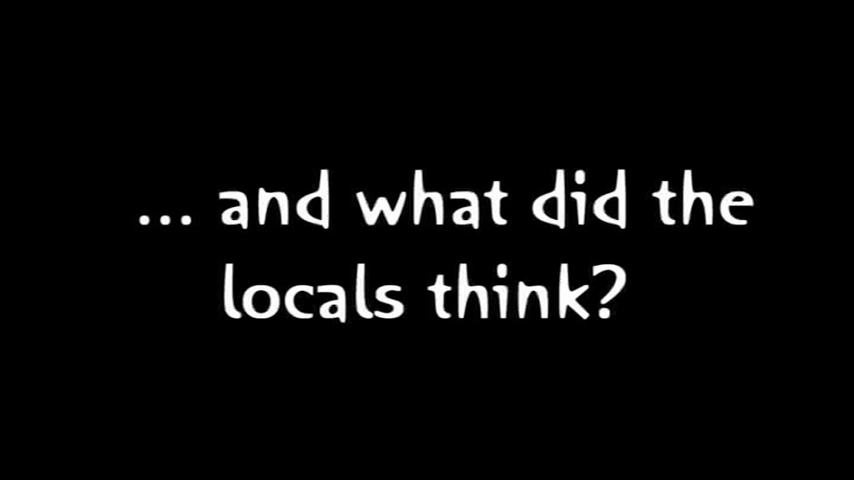 ... and what did the
locals think?